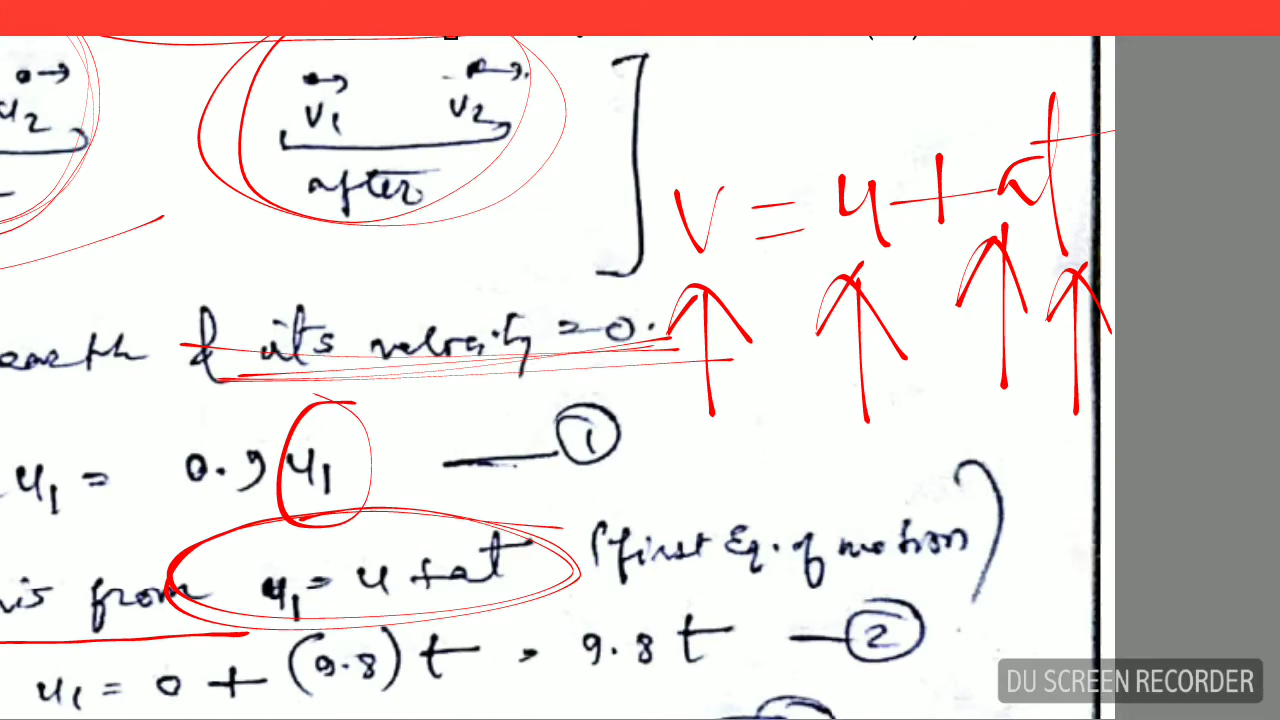 u2 v1 v2
after
v = u + at
earth & its velocity = 0.
u1 = 0.9 u1 — 1
is from u1 = u + at (first Eq. of motion)
u1 = 0 + (9.8) t = 9.8 t — 2
DU SCREEN RECORDER